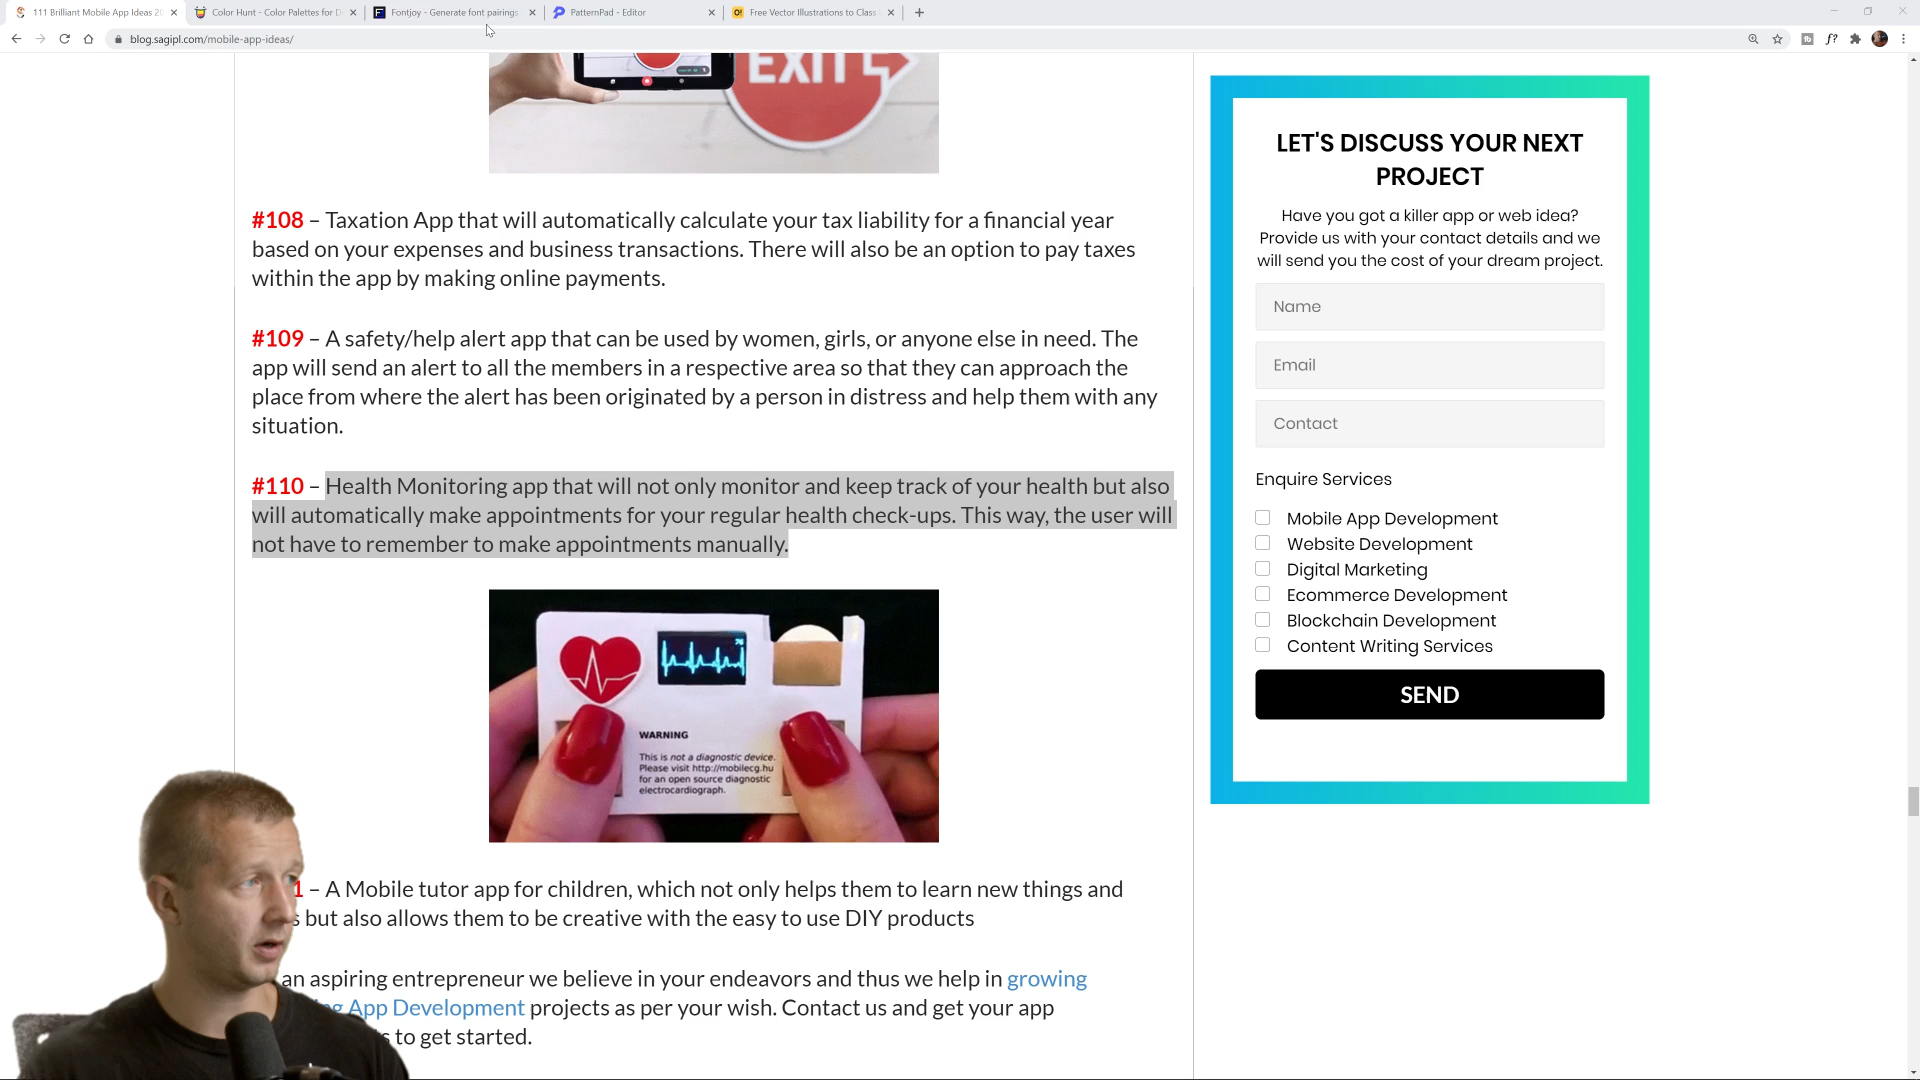 111 Brilliant Mobile App Ideas 20
Color Hunt - Color Palettes for D
Fontjoy - Generate font pairings
PatternPad - Editor
Free Vector Illustrations to Class
blog.sagipl.com/mobile-app-ideas/
EXIT
#108 – Taxation App that will automatically calculate your tax liability for a financial year
based on your expenses and business transactions. There will also be an option to pay taxes
within the app by making online payments.
#109 – A safety/help alert app that can be used by women, girls, or anyone else in need. The
app will send an alert to all the members in a respective area so that they can approach the
place from where the alert has been originated by a person in distress and help them with any
situation.
#110 – Health Monitoring app that will not only monitor and keep track of your health but also
will automatically make appointments for your regular health check-ups. This way, the user will
not have to remember to make appointments manually.
WARNING
This is not a diagnostic device.
Please visit http://mobilecg.hu
for an open source diagnostic
electrocardiograph.
1 – A Mobile tutor app for children, which not only helps them to learn new things and
but also allows them to be creative with the easy to use DIY products
an aspiring entrepreneur we believe in your endeavors and thus we help in growing
App Development projects as per your wish. Contact us and get your app
to get started.
LET'S DISCUSS YOUR NEXT
PROJECT
Have you got a killer app or web idea?
Provide us with your contact details and we
will send you the cost of your dream project.
Name
Email
Contact
Enquire Services
Mobile App Development
Website Development
Digital Marketing
Ecommerce Development
Blockchain Development
Content Writing Services
SEND